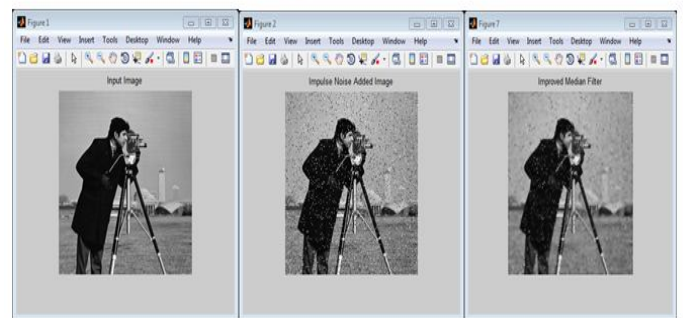 Figure 1
File Edit View Insert Tools Desktop Window Help
Input Image
Figure 2
File Edit View Insert Tools Desktop Window Help
Impulse Noise Added Image
Figure 7
File Edit View Insert Tools Desktop Window Help
Improved Median Filter